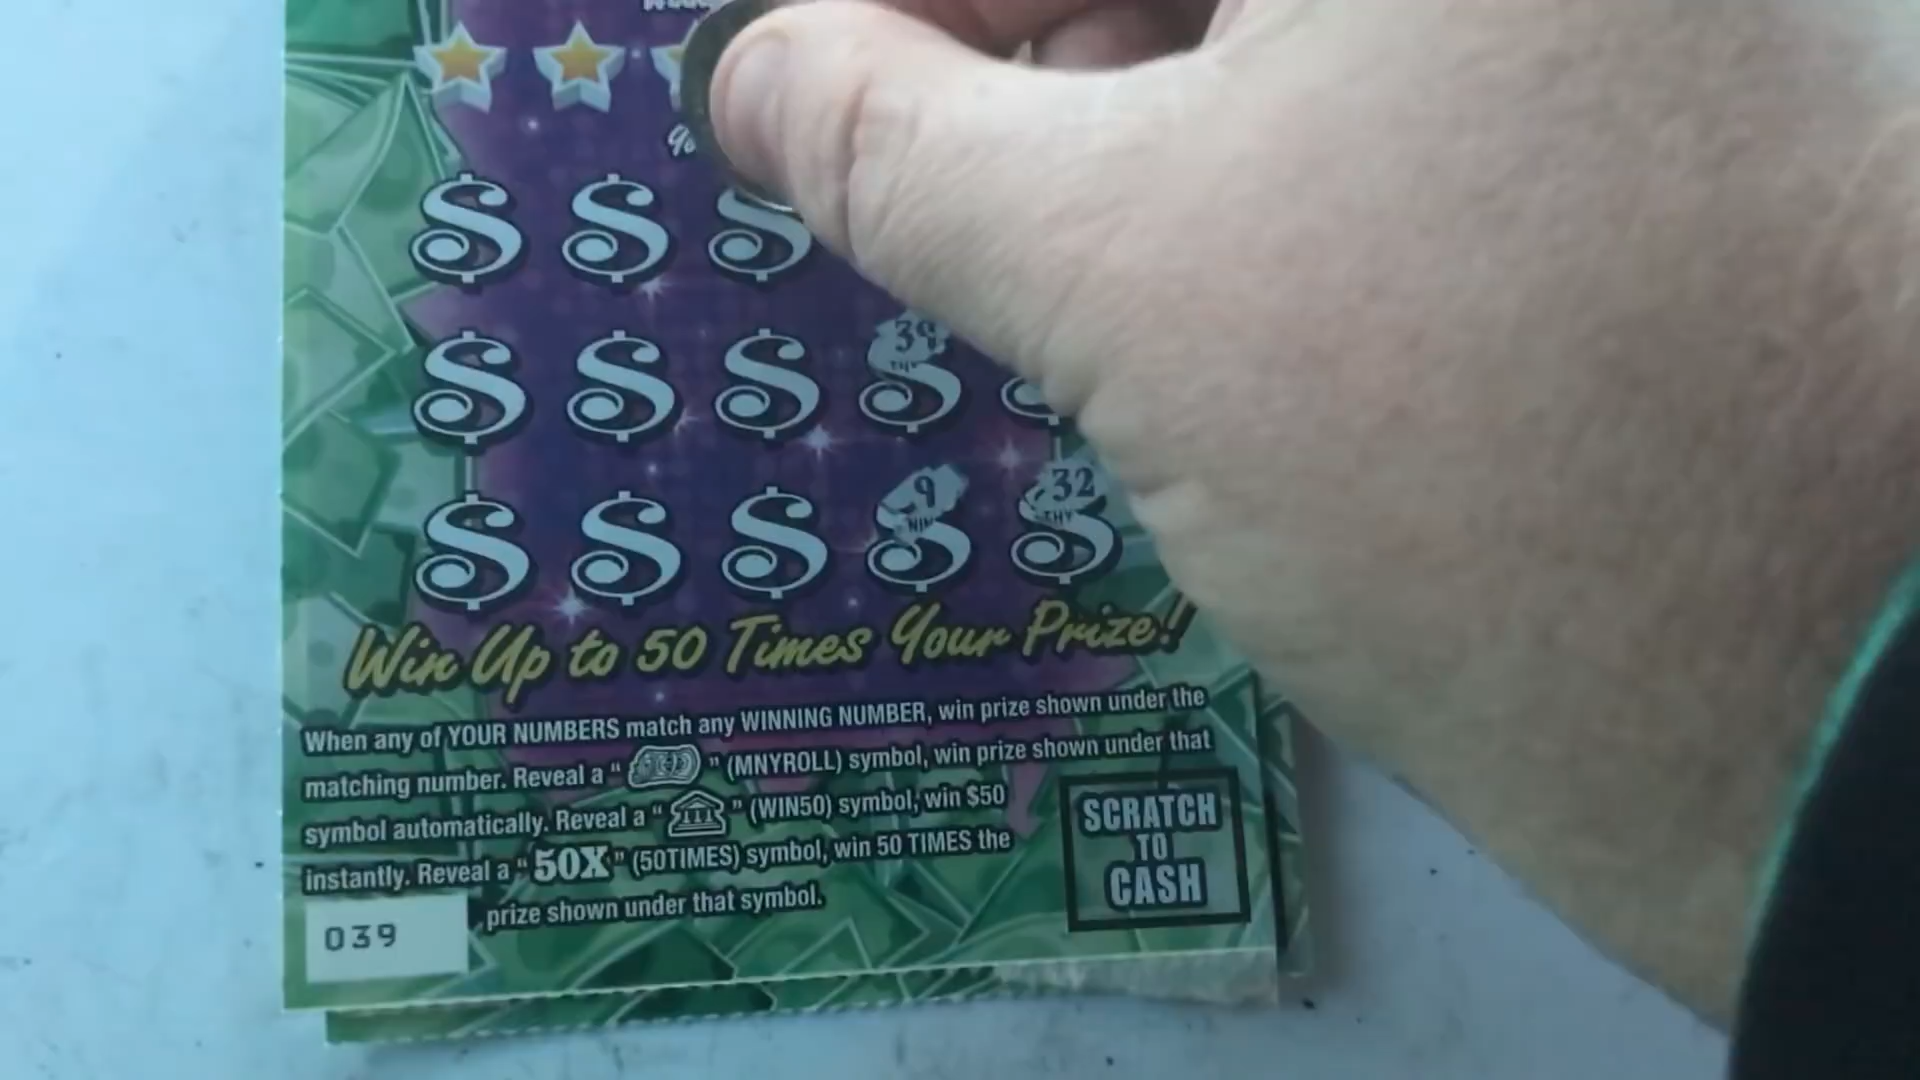 39
9
NIN
32
THY
Win Up to 50 Times Your Prize!
When any of YOUR NUMBERS match any WINNING NUMBER, win prize shown under the
matching number. Reveal a “ ” (MNYROLL) symbol, win prize shown under that
symbol automatically. Reveal a “ ” (WIN50) symbol, win $50
instantly. Reveal a “50X” (50TIMES) symbol, win 50 TIMES the
prize shown under that symbol.
SCRATCH
TO
CASH
039